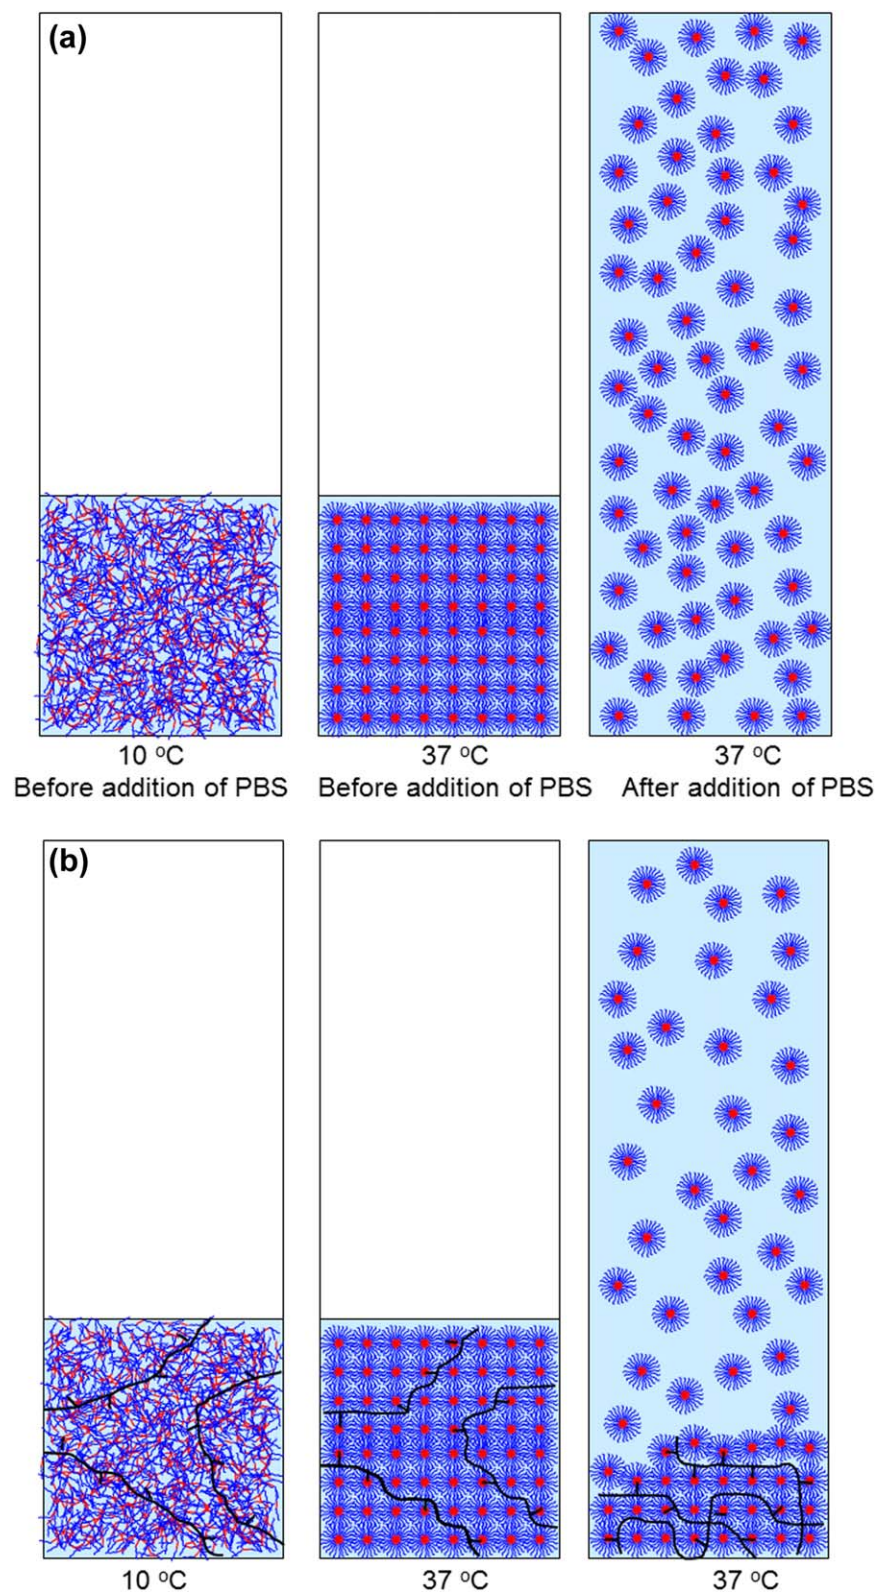 (a)
10 °C 37 °C 37 °C
Before addition of PBS Before addition of PBS After addition of PBS
(b)
10 °C 37 °C 37 °C